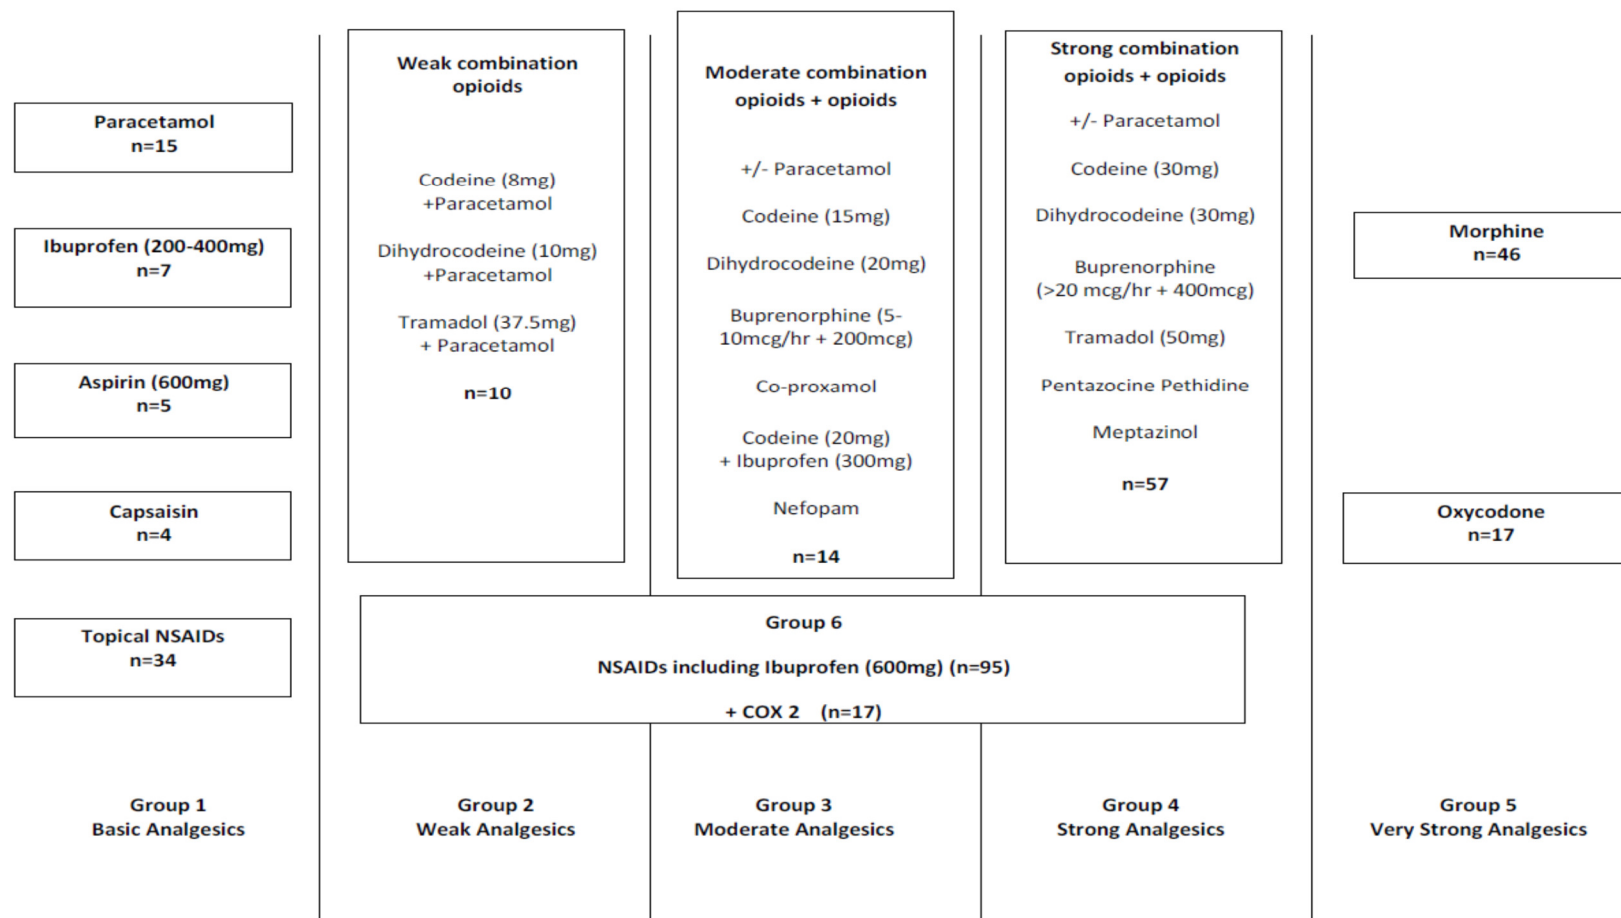 Paracetamol
n=15
Ibuprofen (200-400mg)
n=7
Aspirin (600mg)
n=5
Capsaisin
n=4
Topical NSAIDs
n=34
Weak combination
opioids
Codeine (8mg)
+Paracetamol
Dihydrocodeine (10mg)
+Paracetamol
Tramadol (37.5mg)
+ Paracetamol
n=10
Moderate combination
opioids + opioids
+/- Paracetamol
Codeine (15mg)
Dihydrocodeine (20mg)
Buprenorphine (5-
10mcg/hr + 200mcg)
Co-proxamol
Codeine (20mg)
+ Ibuprofen (300mg)
Nefopam
n=14
Strong combination
opioids + opioids
+/- Paracetamol
Codeine (30mg)
Dihydrocodeine (30mg)
Buprenorphine
(>20 mcg/hr + 400mcg)
Tramadol (50mg)
Pentazocine Pethidine
Meptazinol
n=57
Morphine
n=46
Oxycodone
n=17
Group 6
NSAIDs including Ibuprofen (600mg) (n=95)
+ COX 2 (n=17)
Group 1
Basic Analgesics
Group 2
Weak Analgesics
Group 3
Moderate Analgesics
Group 4
Strong Analgesics
Group 5
Very Strong Analgesics